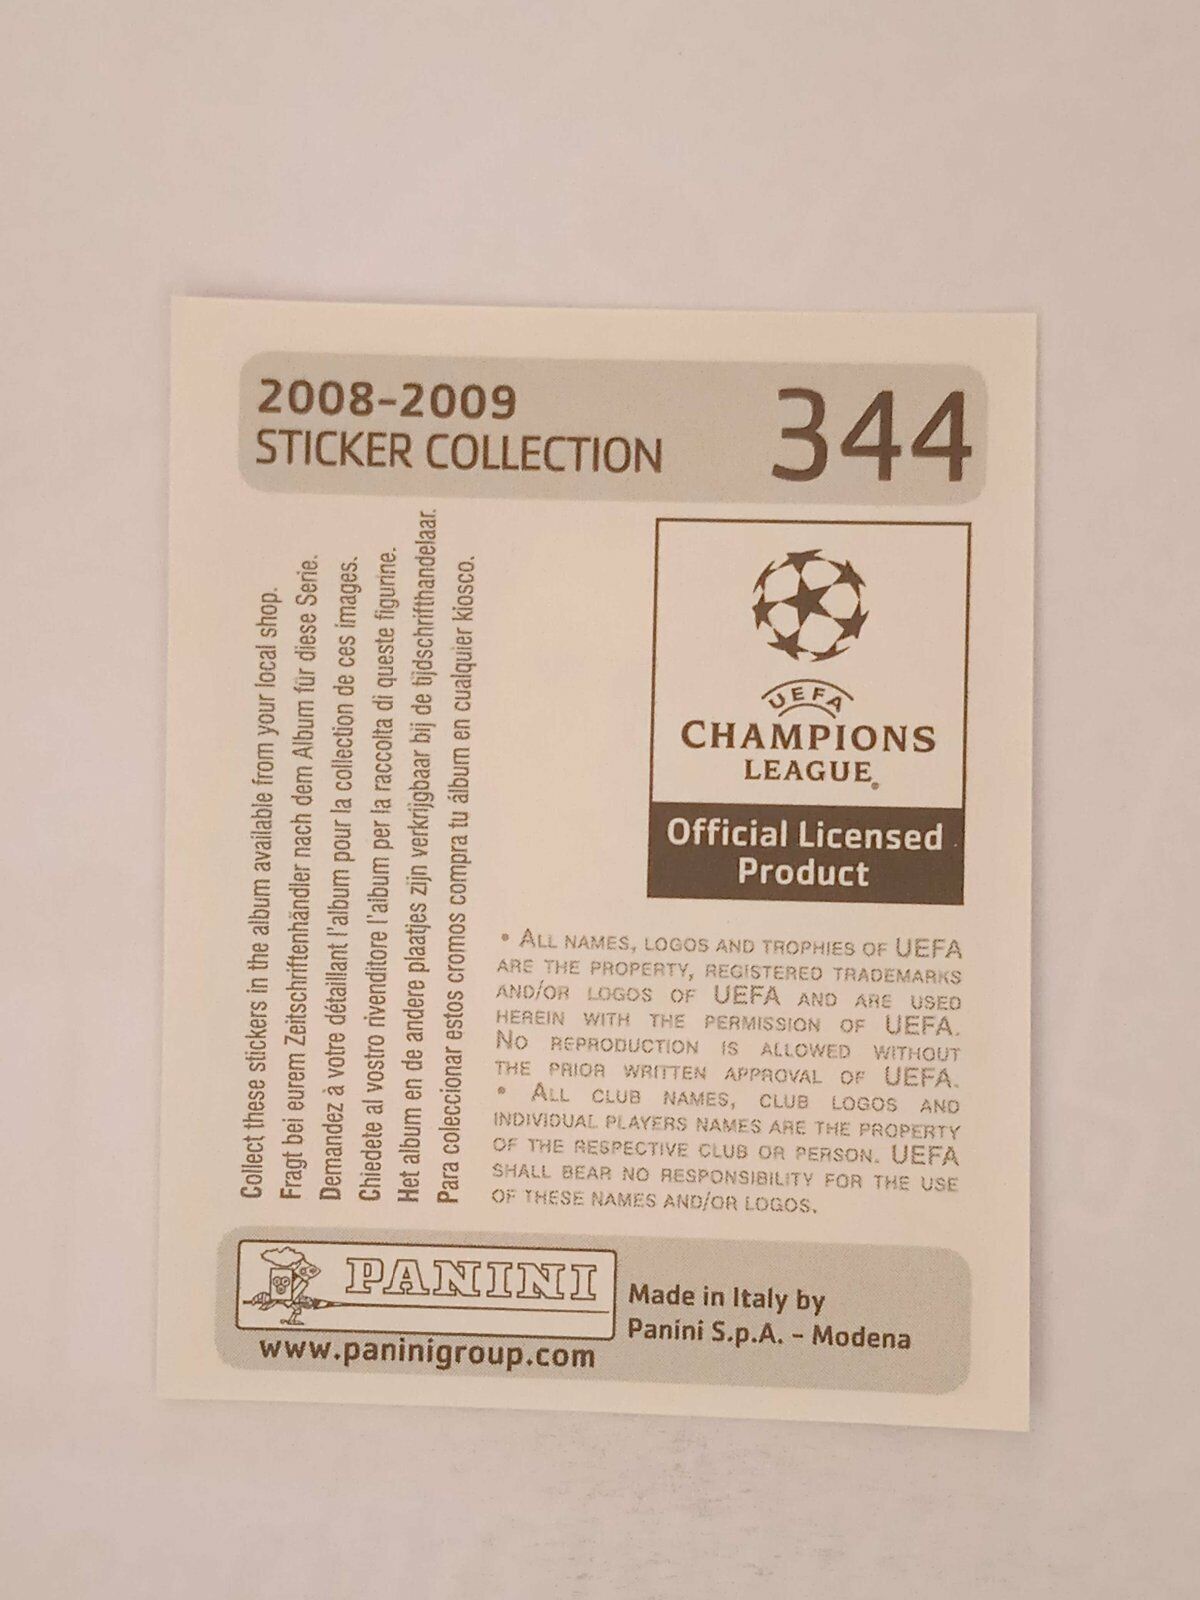 2008-2009
STICKER COLLECTION
344
Collect these stickers in the album available from your local shop.
Fragt bei eurem Zeitschriftenhändler nach dem Album für diese Serie.
Demandez à votre détaillant l'album pour la collection de ces images.
Chiedete al vostro rivenditore l'album per la raccolta di queste figurine.
Het album en de andere plaatjes zijn verkrijgbaar bij de tijdschrifthandelaar.
Para coleccionar estos cromos compra tu álbum en cualquier kiosco.
UEFA
CHAMPIONS
LEAGUE®
Official Licensed
Product
• ALL NAMES, LOGOS AND TROPHIES OF UEFA
ARE THE PROPERTY, REGISTERED TRADEMARKS
AND/OR LOGOS OF UEFA AND ARE USED
HEREIN WITH THE PERMISSION OF UEFA.
NO REPRODUCTION IS ALLOWED WITHOUT
THE PRIOR WRITTEN APPROVAL OF UEFA.
• ALL CLUB NAMES, CLUB LOGOS AND
INDIVIDUAL PLAYERS NAMES ARE THE PROPERTY
OF THE RESPECTIVE CLUB OR PERSON. UEFA
SHALL BEAR NO RESPONSIBILITY FOR THE USE
OF THESE NAMES AND/OR LOGOS.
PANINI
www.paninigroup.com
Made in Italy by
Panini S.p.A. - Modena